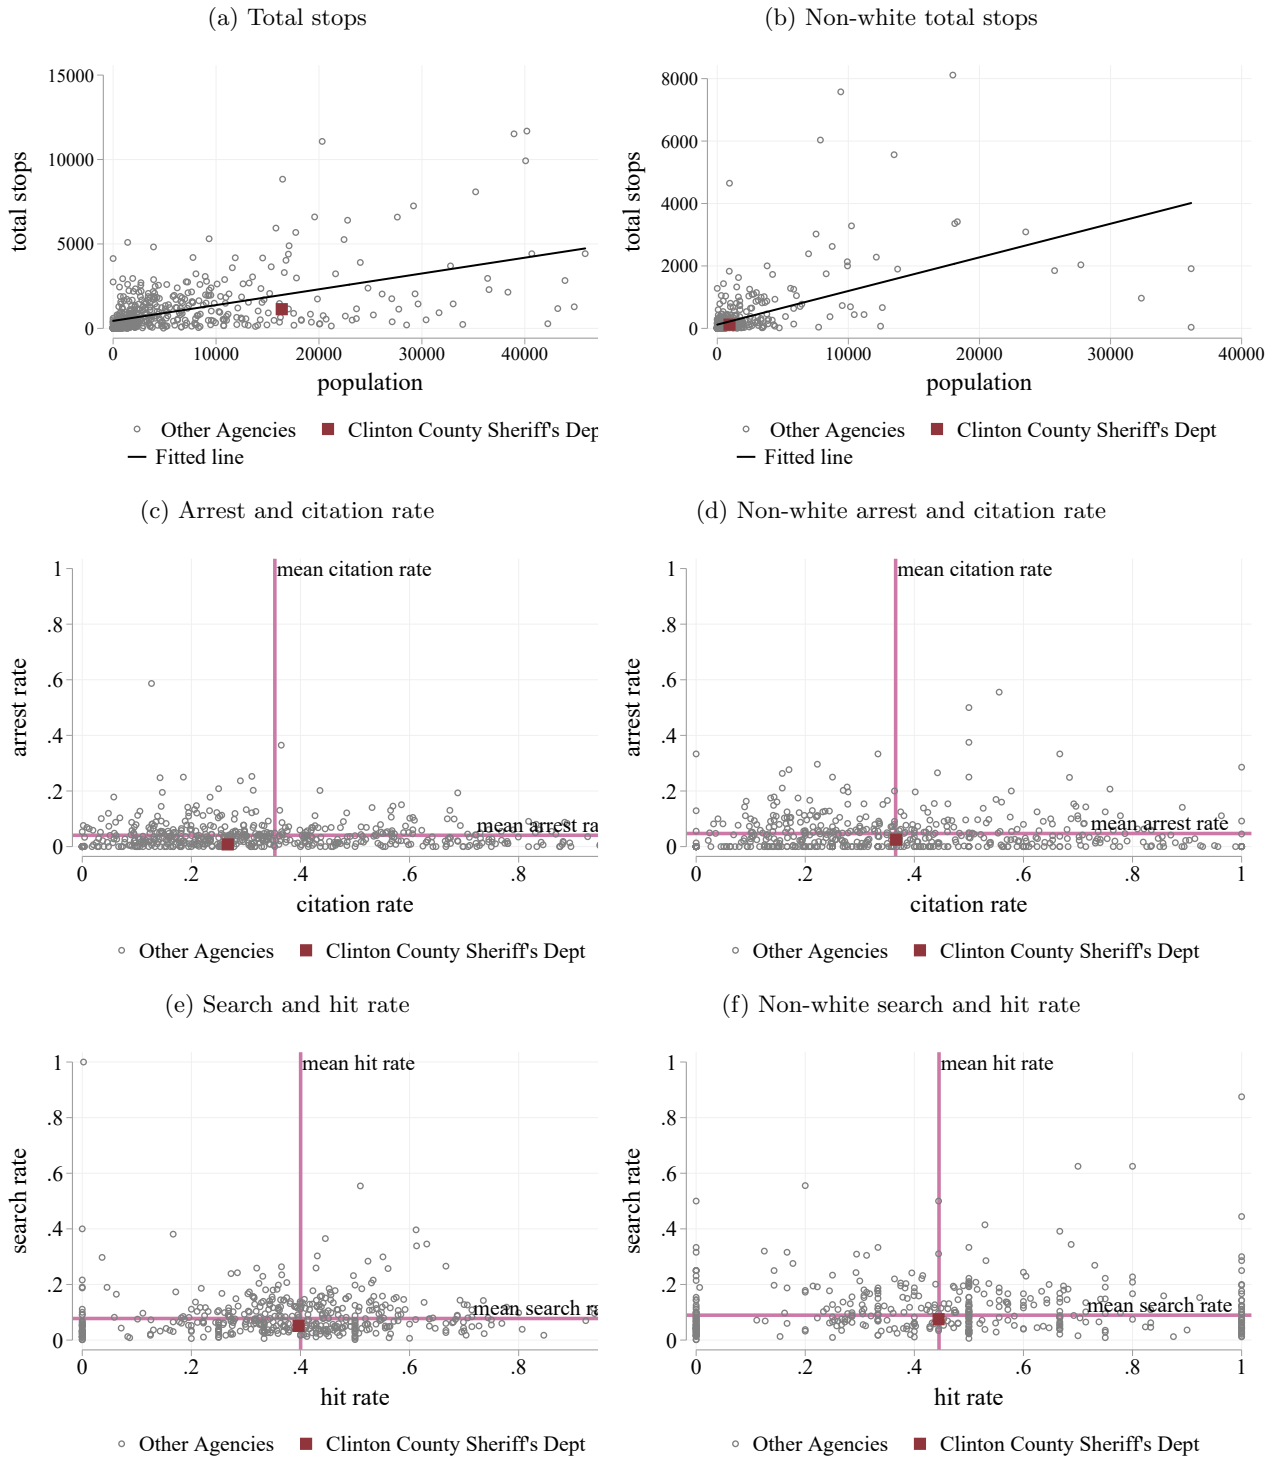 (a) Total stops
(b) Non-white total stops
total stops
15000
10000
5000
0
0 10000 20000 30000 40000
population
Other Agencies Clinton County Sheriff's Dep
Fitted line
total stops
8000
6000
4000
2000
0
0 10000 20000 30000 40000
population
Other Agencies Clinton County Sheriff's Dept
Fitted line
(c) Arrest and citation rate
(d) Non-white arrest and citation rate
arrest rate
1
.8
.6
.4
.2
0
mean citation rate
mean arrest ra
0 .2 .4 .6 .8
citation rate
Other Agencies Clinton County Sheriff's Dept
arrest rate
1
.8
.6
.4
.2
0
mean citation rate
mean arrest rate
0 .2 .4 .6 .8 1
citation rate
Other Agencies Clinton County Sheriff's Dept
(e) Search and hit rate
(f) Non-white search and hit rate
search rate
1
.8
.6
.4
.2
0
mean hit rate
mean search ra
0 .2 .4 .6 .8
hit rate
Other Agencies Clinton County Sheriff's Dept
search rate
1
.8
.6
.4
.2
0
mean hit rate
mean search rate
0 .2 .4 .6 .8 1
hit rate
Other Agencies Clinton County Sheriff's Dept